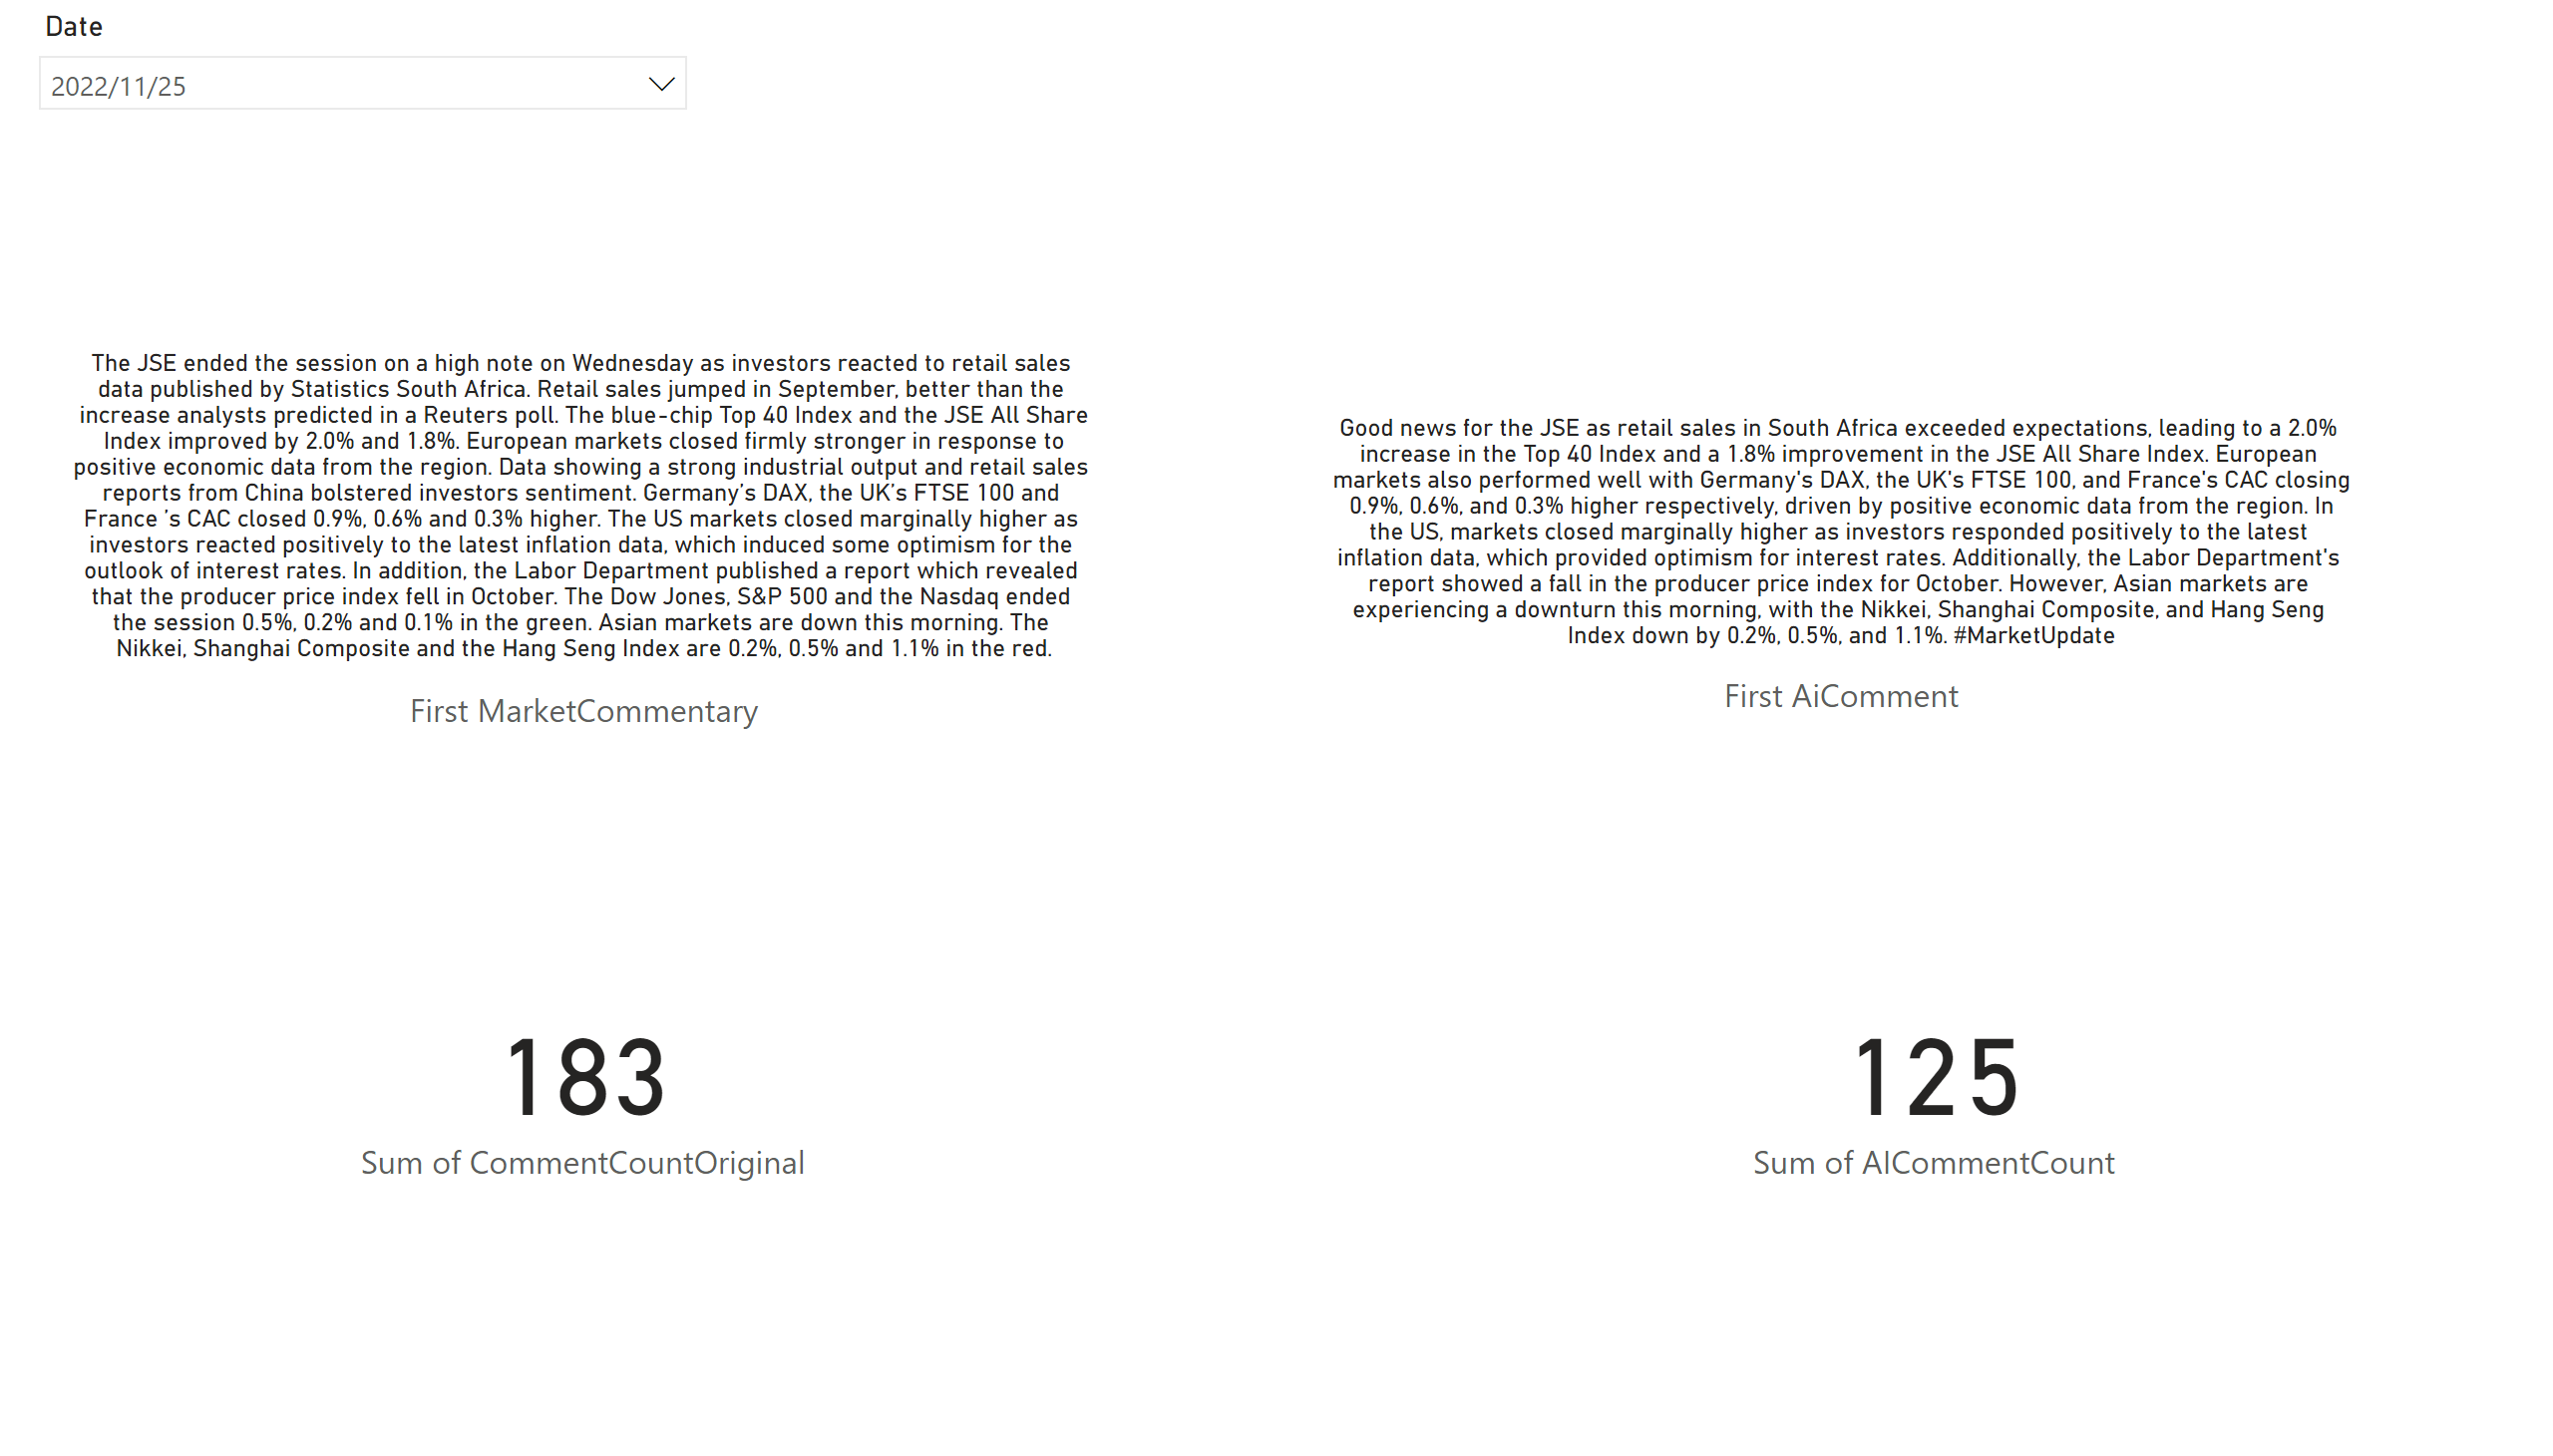 Date
2022/11/25
The JSE ended the session on a high note on Wednesday as investors reacted to retail sales
data published by Statistics South Africa. Retail sales jumped in September, better than the
increase analysts predicted in a Reuters poll. The blue-chip Top 40 Index and the JSE All Share
Index improved by 2.0% and 1.8%. European markets closed firmly stronger in response to
positive economic data from the region. Data showing a strong industrial output and retail sales
reports from China bolstered investors sentiment. Germany’s DAX, the UK’s FTSE 100 and
France ’s CAC closed 0.9%, 0.6% and 0.3% higher. The US markets closed marginally higher as
investors reacted positively to the latest inflation data, which induced some optimism for the
outlook of interest rates. In addition, the Labor Department published a report which revealed
that the producer price index fell in October. The Dow Jones, S&P 500 and the Nasdaq ended
the session 0.5%, 0.2% and 0.1% in the green. Asian markets are down this morning. The
Nikkei, Shanghai Composite and the Hang Seng Index are 0.2%, 0.5% and 1.1% in the red.
First MarketCommentary
Good news for the JSE as retail sales in South Africa exceeded expectations, leading to a 2.0%
increase in the Top 40 Index and a 1.8% improvement in the JSE All Share Index. European
markets also performed well with Germany's DAX, the UK's FTSE 100, and France's CAC closing
0.9%, 0.6%, and 0.3% higher respectively, driven by positive economic data from the region. In
the US, markets closed marginally higher as investors responded positively to the latest
inflation data, which provided optimism for interest rates. Additionally, the Labor Department's
report showed a fall in the producer price index for October. However, Asian markets are
experiencing a downturn this morning, with the Nikkei, Shanghai Composite, and Hang Seng
Index down by 0.2%, 0.5%, and 1.1%. #MarketUpdate
First AiComment
183
Sum of CommentCountOriginal
125
Sum of AICommentCount